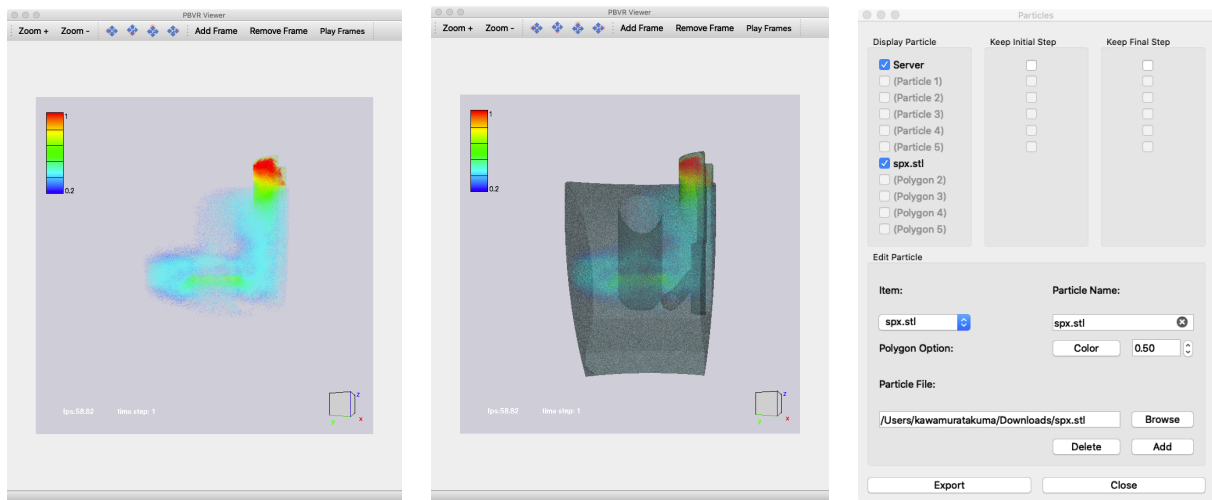 PBVR Viewer
Zoom + Zoom - Add Frame Remove Frame Play Frames
1
0.2
fps:58.82 time step: 1
z
y x
PBVR Viewer
Zoom + Zoom - Add Frame Remove Frame Play Frames
1
0.2
fps:58.82 time step: 1
z
y x
Particles
Display Particle Keep Initial Step Keep Final Step
Server
(Particle 1)
(Particle 2)
(Particle 3)
(Particle 4)
(Particle 5)
spx.stl
(Polygon 2)
(Polygon 3)
(Polygon 4)
(Polygon 5)
Edit Particle
Item: Particle Name:
spx.stl spx.stl
Polygon Option: Color 0.50
Particle File:
/Users/kawamuratakuma/Downloads/spx.stl Browse
Delete Add
Export Close